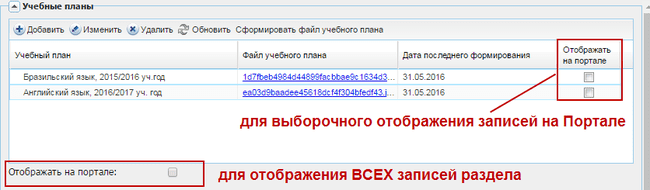 Учебные планы
Добавить Изменить Удалить Обновить Сформировать файл учебного плана
Учебный план Файл учебного плана Дата последнего формирования Отображать на портале
Бразильский язык, 2015/2016 уч.год 1d7fbeb4984d44899facbbae9c1634d3... 31.05.2016
Английский язык, 2016/2017 уч. год ea03d9baadee45618dcf4f304bfedf43.j... 31.05.2016
для выборочного отображения записей на Портале
Отображать на портале: для отображения ВСЕХ записей раздела